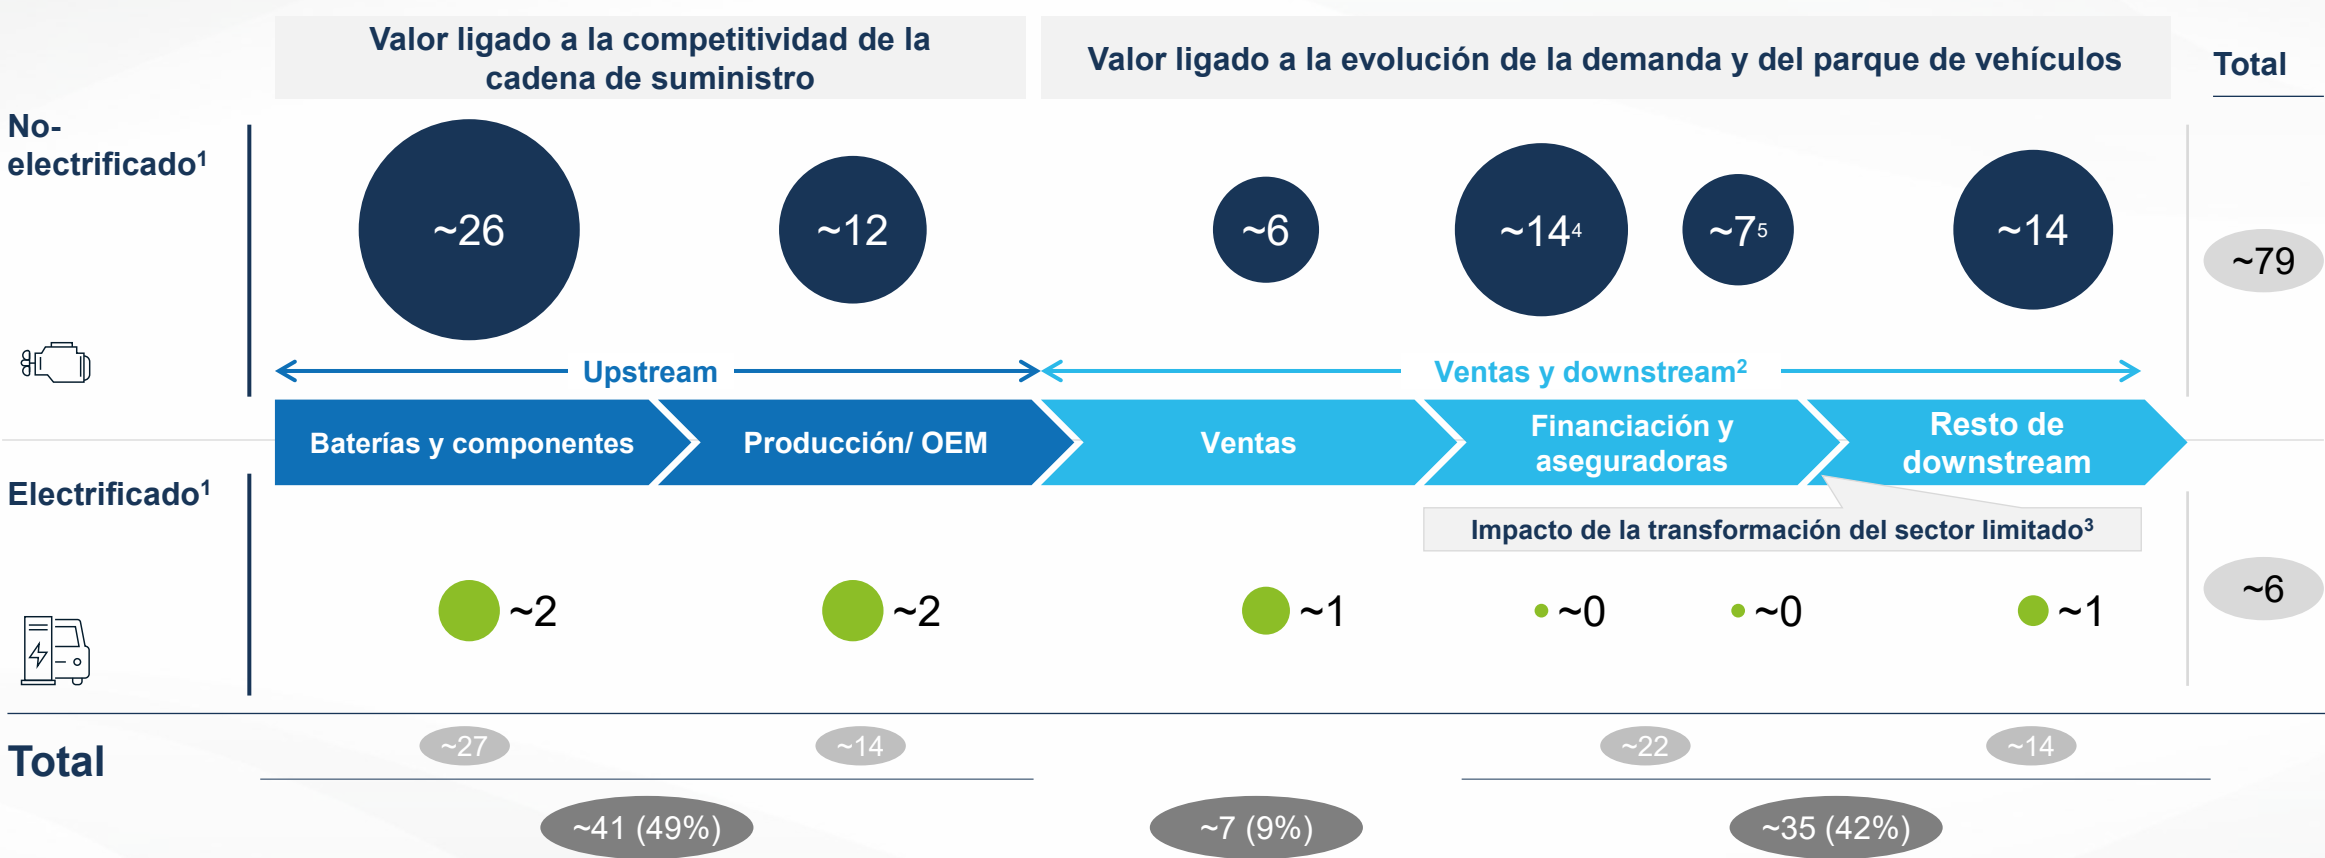 Valor ligado a la competitividad de la
cadena de suministro
Valor ligado a la evolución de la demanda y del parque de vehículos
Total
No-
electrificado¹
~26
~12
~6
~14⁴
~7⁵
~14
~79
Upstream
Ventas y downstream²
Baterías y componentes
Producción/ OEM
Ventas
Financiación y
aseguradoras
Resto de
downstream
Electrificado¹
Impacto de la transformación del sector limitado³
~2
~2
~1
~0
~0
~1
~6
Total
~27
~14
~22
~14
~41 (49%)
~7 (9%)
~35 (42%)